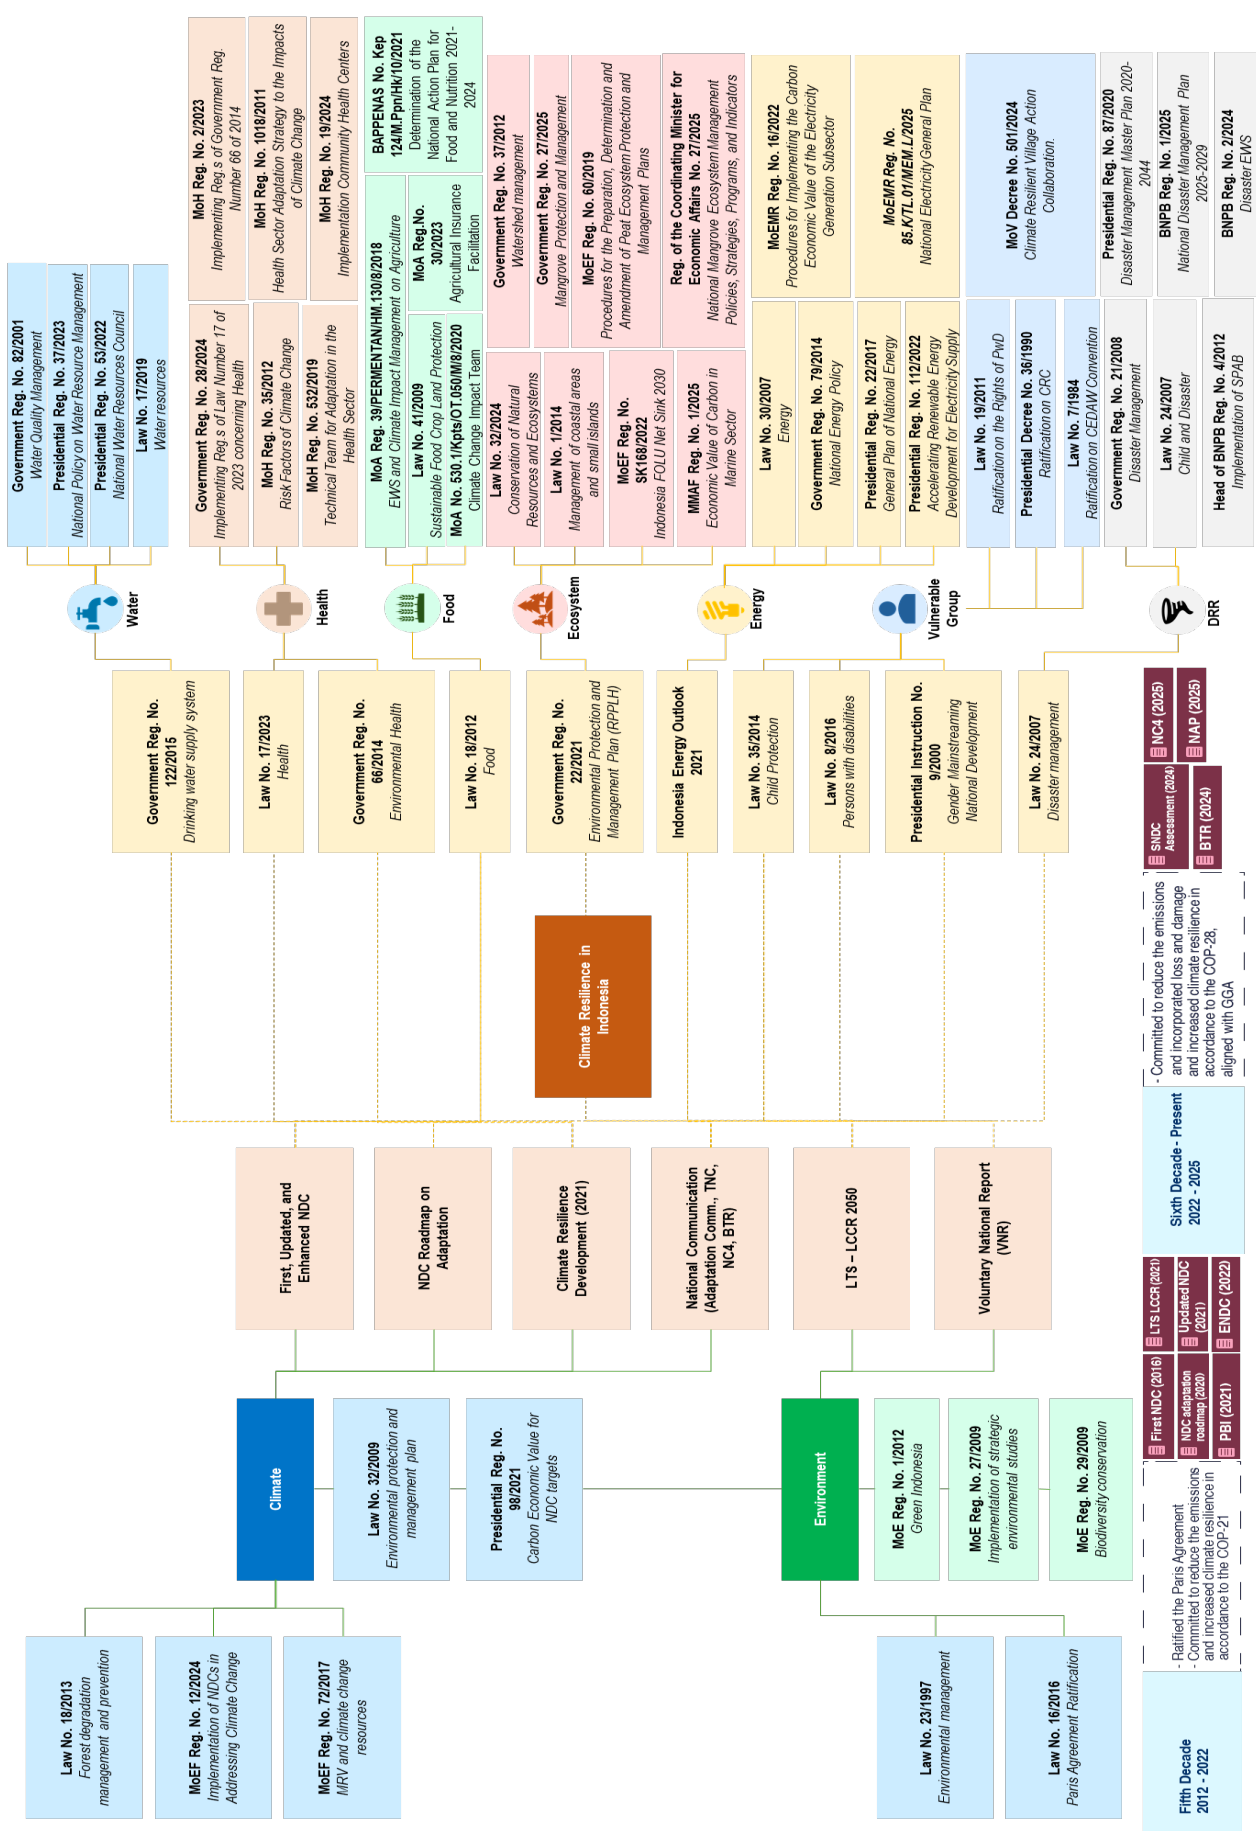 Law No. 18/2013
Forest degradation
management and prevention
MoEF Reg. No. 12/2024
Implementation of NDCs in
Addressing Climate Change
MoEF Reg. No. 72/2017
MRV and climate change
resources
Law No. 23/1997
Environmental management
Law No. 16/2016
Paris Agreement Ratification
Climate
Law No. 32/2009
Environmental protection and
management plan
Presidential Reg. No.
98/2021
Carbon Economic Value for
NDC targets
Environment
MoE Reg. No. 1/2012
Green Indonesia
MoE Reg. No. 27/2009
Implementation of strategic
environmental studies
MoE Reg. No. 29/2009
Biodiversity conservation
First, Updated, and
Enhanced NDC
NDC Roadmap on
Adaptation
Climate Resilience
Development (2021)
National Communication
(Adaptation Comm., TNC,
NC4, BTR)
LTS – LCCR 2050
Voluntary National Report
(VNR)
Climate Resilience in
Indonesia
Government Reg. No.
122/2015
Drinking water supply system
Law No. 17/2023
Health
Government Reg. No.
66/2014
Environmental Health
Law No. 18/2012
Food
Government Reg. No.
22/2021
Environmental Protection and
Management Plan (RPPLH)
Indonesia Energy Outlook
2021
Law No. 35/2014
Child Protection
Law No. 8/2016
Persons with disabilities
Presidential Instruction No.
9/2000
Gender Mainstreaming
National Development
Law No. 24/2007
Disaster management
Water
Health
Food
Ecosystem
Energy
Vulnerable
Group
DRR
Government Reg. No. 82/2001
Water Quality Management
Presidential Reg. No. 37/2023
National Policy on Water Resource Management
Presidential Reg. No. 53/2022
National Water Resources Council
Law No. 17/2019
Water resources
Government Reg. No. 28/2024
Implementing Reg.s of Law Number 17 of
2023 concerning Health
MoH Reg. No. 35/2012
Risk Factors of Climate Change
MoH Reg. No. 532/2019
Technical Team for Adaptation in the
Health Sector
MoH Reg. No. 2/2023
Implementing Reg.s of Government Reg.
Number 66 of 2014
MoH Reg. No. 1018/2011
Health Sector Adaptation Strategy to the Impacts
of Climate Change
MoH Reg. No. 19/2024
Implementation Community Health Centers
MoA Reg. 39/PERMENTAN/HM.130/8/2018
EWS and Climate Impact Management on Agriculture
Law No. 41/2009
Sustainable Food Crop Land Protection
MoA No. 530.1/Kpts/OT.050/M/8/2020
Climate Change Impact Team
MoA Reg.No.
30/2023
Agricultural Insurance
Facilitation
BAPPENAS No. Kep
124/M.Ppn/Hk/10/2021
Determination of the
National Action Plan for
Food and Nutrition 2021-
2024
Law No. 32/2024
Conservation of Natural
Resources and Ecosystems
Law No. 1/2014
Management of coastal areas
and small islands
MoEF Reg. No.
SK168/2022
Indonesia FOLU Net Sink 2030
MMAF Reg. No. 1/2025
Economic Value of Carbon in
Marine Sector
Government Reg. No. 37/2012
Watershed management
Government Reg. No. 27/2025
Mangrove Protection and Management
MoEF Reg. No. 60/2019
Procedures for the Preparation, Determination and
Amendment of Peat Ecosystem Protection and
Management Plans
Reg. of the Coordinating Minister for
Economic Affairs No. 27/2025
National Mangrove Ecosystem Management
Policies, Strategies, Programs, and Indicators
Law No. 30/2007
Energy
Government Reg. No. 79/2014
National Energy Policy
Presidential Reg. No. 22/2017
General Plan of National Energy
Presidential Reg. No. 112/2022
Accelerating Renewable Energy
Development for Electricity Supply
MoEMR Reg. No. 16/2022
Procedures for Implementing the Carbon
Economic Value of the Electricity
Generation Subsector
MoEMR Reg. No.
85.K/TL.01/MEM.L/2025
National Electricity General Plan
Law No. 19/2011
Ratification on the Rights of PwD
Presidential Decree No. 36/1990
Ratification on CRC
Law No. 7/1984
Ratification on CEDAW Convention
MoV Decree No. 501/2024
Climate Resilient Village Action
Collaboration.
Government Reg. No. 21/2008
Disaster Management
Law No. 24/2007
Child and Disaster
Head of BNPB Reg. No. 4/2012
Implementation of SPAB
Presidential Reg. No. 87/2020
Disaster Management Master Plan 2020-
2044
BNPB Reg. No. 1/2025
National Disaster Management Plan
2025-2029
BNPB Reg. No. 2/2024
Disaster EWS
Fifth Decade
2012 - 2022
- Ratified the Paris Agreement
- Committed to reduce the emissions
and increased climate resilience in
accordance to the COP-21
First NDC (2016)
NDC adaptation
roadmap (2020)
PBI (2021)
LTS LCCR (2021)
Updated NDC
(2021)
ENDC (2022)
Sixth Decade - Present
2022 - 2025
- Committed to reduce the emissions
and incorporated loss and damage
and increased climate resilience in
accordance to the COP-28,
aligned with GGA
SNDC
Assessment (2024)
BTR (2024)
NC4 (2025)
NAP (2025)